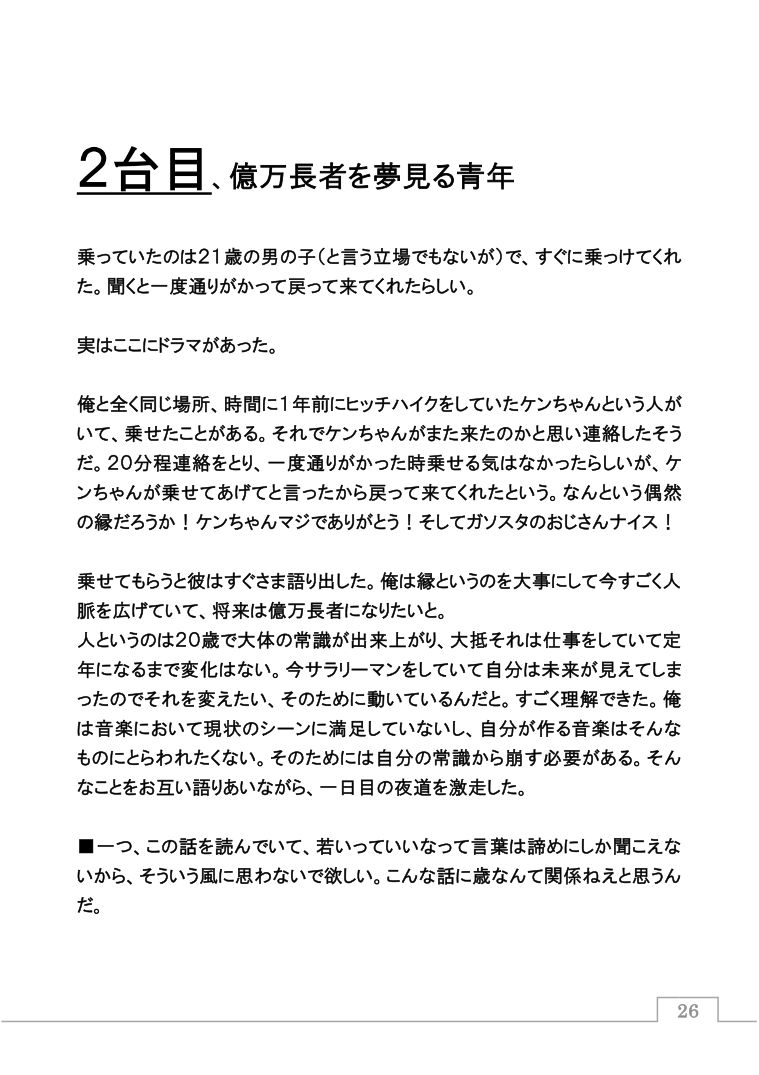 2台目、億万長者を夢見る青年
乗っていたのは21歳の男の子(と言う立場でもないが)で、すぐに乗っけてくれ
た。聞くと一度通りがかって戻って来てくれたらしい。
実はここにドラマがあった。
俺と全く同じ場所、時間に1年前にヒッチハイクをしていたケンちゃんという人が
いて、乗せたことがある。それでケンちゃんがまた来たのかと思い連絡したそう
だ。20分程連絡をとり、一度通りがかった時乗せる気はなかったらしいが、ケ
ンちゃんが乗せてあげてと言ったから戻って来てくれたという。なんという偶然
の縁だろうか！ケンちゃんマジでありがとう！そしてガソスタのおじさんナイス！
乗せてもらうと彼はすぐさま語り出した。俺は縁というのを大事にして今すごく人
脈を広げていて、将来は億万長者になりたいと。
人というのは20歳で大体の常識が出来上がり、大抵それは仕事をしていて定
年になるまで変化はない。今サラリーマンをしていて自分は未来が見えてしま
ったのでそれを変えたい、そのために動いているんだと。すごく理解できた。俺
は音楽において現状のシーンに満足していないし、自分が作る音楽はそんな
ものにとらわれたくない。そのためには自分の常識から崩す必要がある。そん
なことをお互い語りあいながら、一日目の夜道を激走した。
■一つ、この話を読んでいて、若いっていいなって言葉は諦めにしか聞こえな
いから、そういう風に思わないで欲しい。こんな話に歳なんて関係ねえと思うん
だ。
26